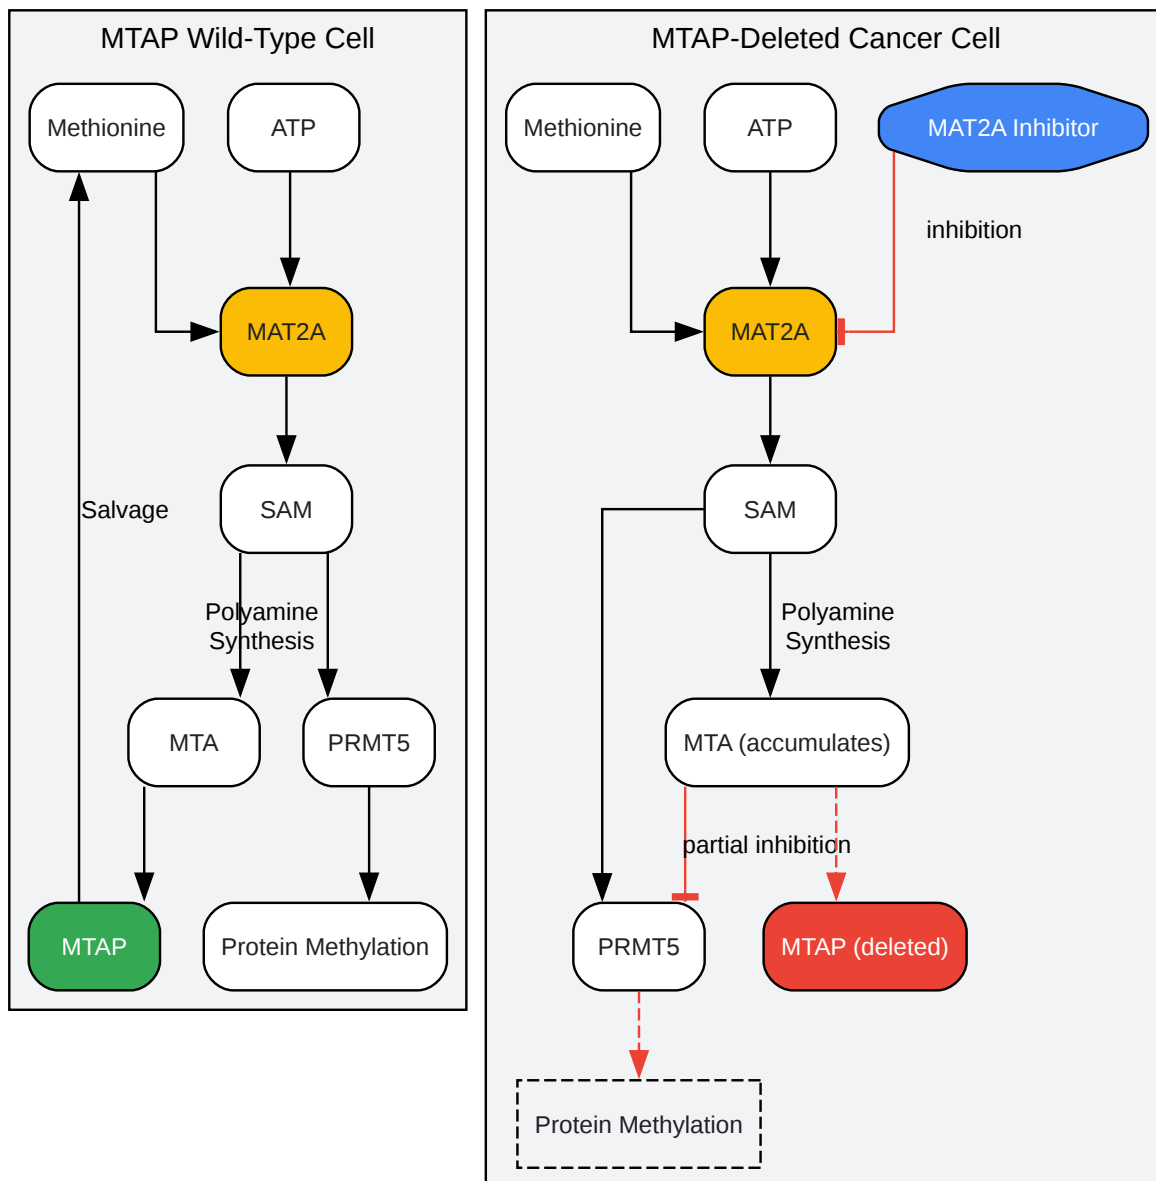 MTAP Wild-Type Cell
Methionine
ATP
MAT2A
SAM
Salvage
Polyamine
Synthesis
MTA
PRMT5
MTAP
Protein Methylation
MTAP-Deleted Cancer Cell
Methionine
ATP
MAT2A Inhibitor
inhibition
MAT2A
SAM
Polyamine
Synthesis
MTA (accumulates)
partial inhibition
PRMT5
MTAP (deleted)
Protein Methylation